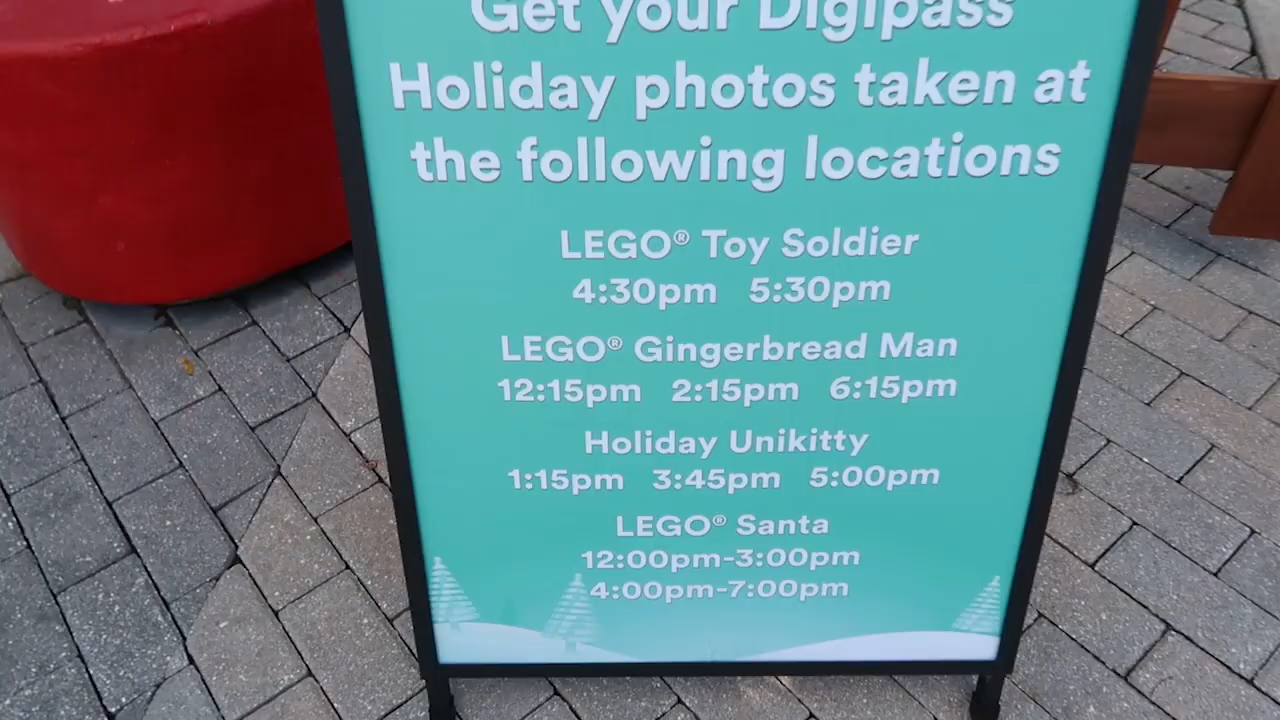 Get your Digipass
Holiday photos taken at
the following locations
LEGO® Toy Soldier
4:30pm 5:30pm
LEGO® Gingerbread Man
12:15pm 2:15pm 6:15pm
Holiday Unikitty
1:15pm 3:45pm 5:00pm
LEGO® Santa
12:00pm-3:00pm
4:00pm-7:00pm